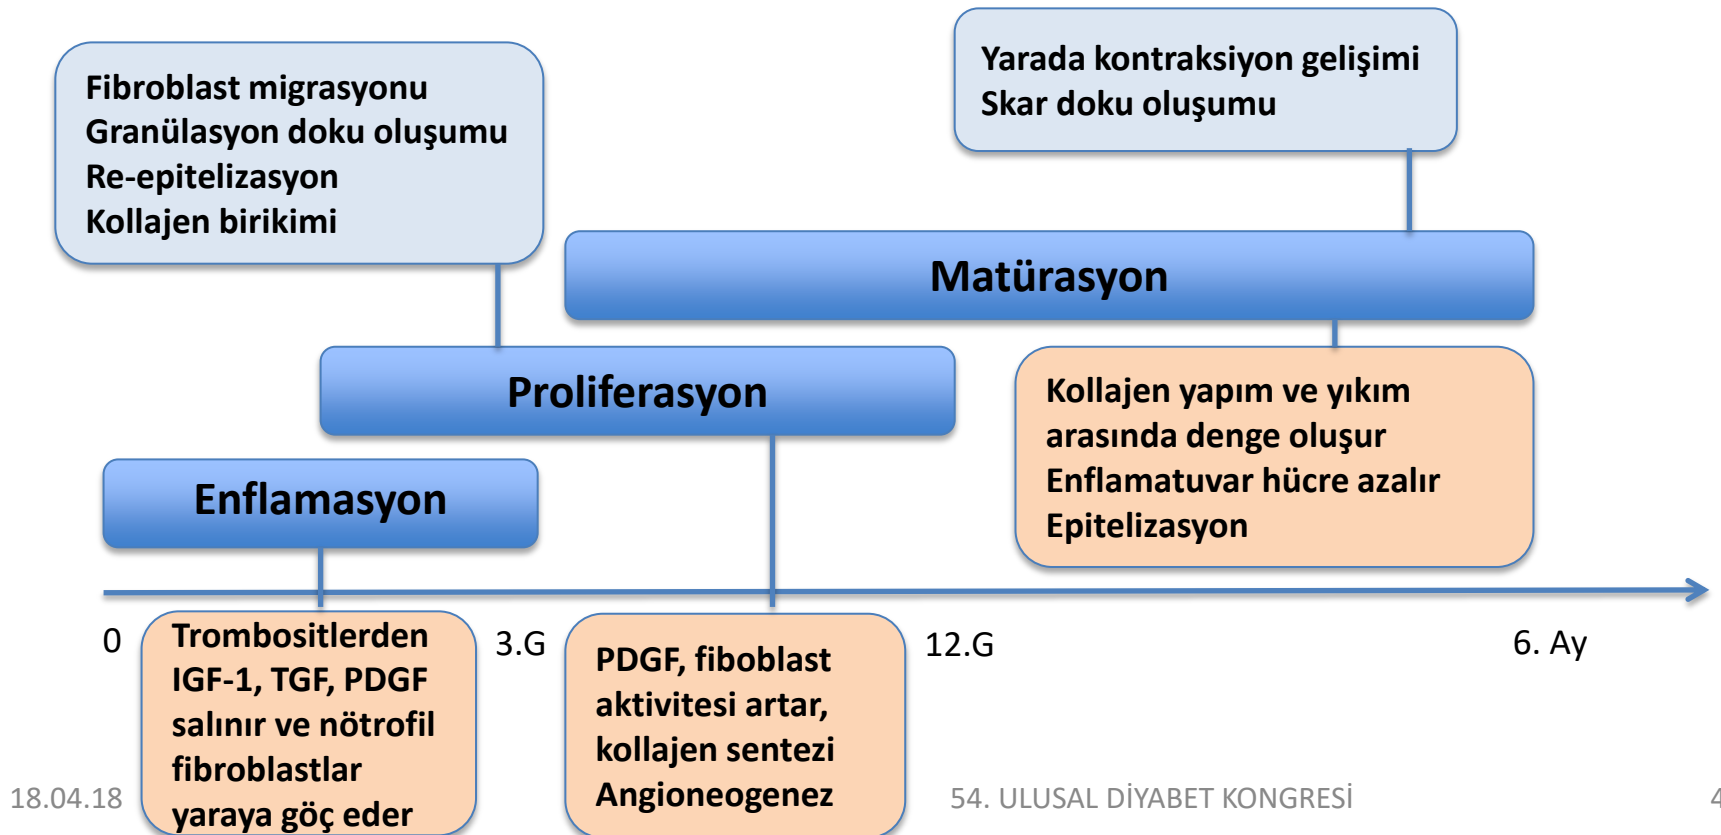 Fibroblast migrasyonu
Granülasyon doku oluşumu
Re-epitelizasyon
Kollajen birikimi
Yarada kontraksiyon gelişimi
Skar doku oluşumu
Matürasyon
Proliferasyon
Kollajen yapım ve yıkım
arasında denge oluşur
Enflamatuvar hücre azalır
Epitelizasyon
Enflamasyon
0
3.G
12.G
6. Ay
Trombositlerden
IGF-1, TGF, PDGF
salınır ve nötrofil
fibroblastlar
yaraya göç eder
PDGF, fiboblast
aktivitesi artar,
kollajen sentezi
Angioneogenez
18.04.18
54. ULUSAL DİYABET KONGRESİ
4